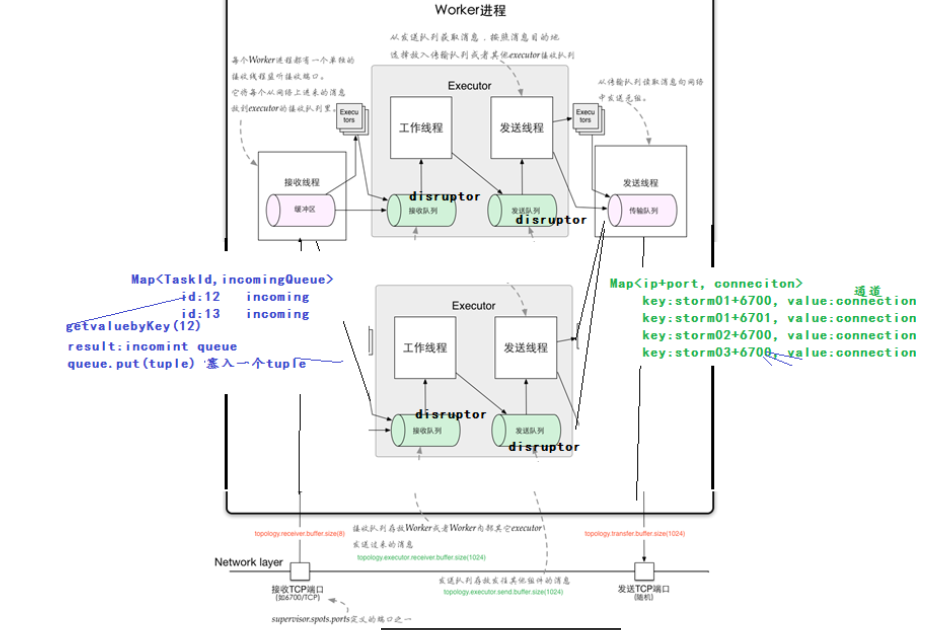 Worker进程
从发送队列获取消息，按照消息目的地
选择放入传输队列或者其他executor接收队列
每个Worker进程都有一个单独的
接收线程监听接收端口。
它将每个从网络上进来的消息
放到executor的接收队列里。
从传输队列读取消息向网络
中发送元组。
Executor
Execu
tors
工作线程
发送线程
Execu
tors
接收线程
缓冲区
disruptor
接收队列
发送队列
disruptor
发送线程
传输队列
Map<TaskId,incomingQueue>
id:12 incoming
id:13 incoming
getvaluebyKey(12)
result:incomint queue
queue.put(tuple) 塞入一个tuple
Executor
工作线程
发送线程
disruptor
接收队列
发送队列
disruptor
Map<ip+port, conneciton>
通道
key:storm01+6700, value:connection
key:storm01+6701, value:connection
key:storm02+6700, value:connection
key:storm03+6700, value:connection
topology.receiver.buffer.size(8)
接收队列存放Worker或者Worker内部其它executor
发送过来的消息
topology.executor.receiver.buffer.size(1024)
topology.transfer.buffer.size(1024)
Network layer
发送队列存放发往其他组件的消息
topology.executor.send.buffer.size(1024)
接收TCP端口
(如6700/TCP)
发送TCP端口
(随机)
supervisor.spots.ports定义的端口之一